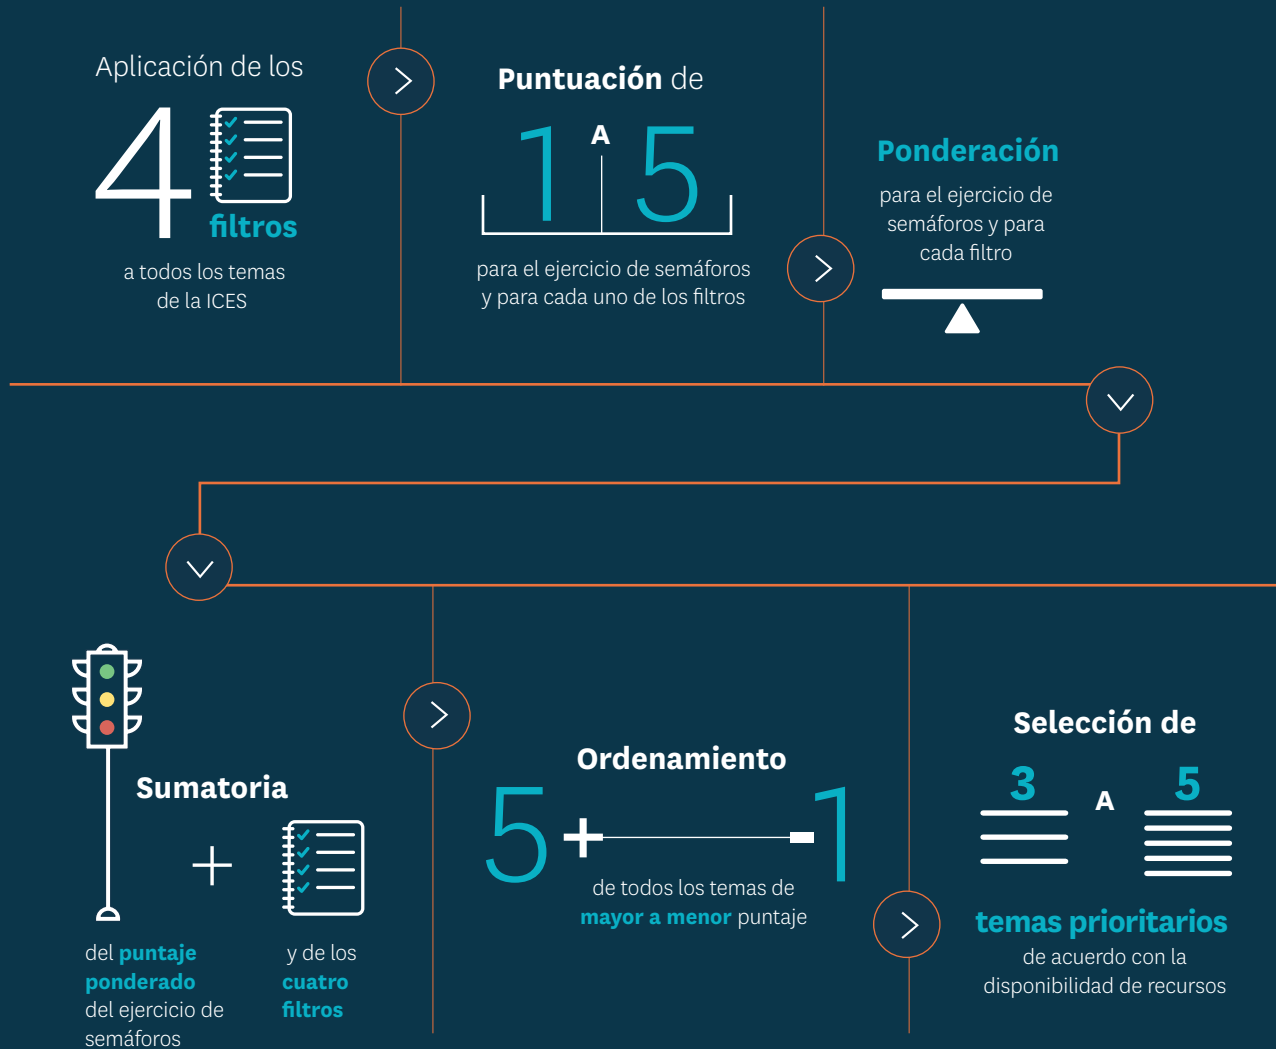 Aplicación de los
4
filtros
a todos los temas
de la ICES
Puntuación de
1 A 5
para el ejercicio de semáforos
y para cada uno de los filtros
Ponderación
para el ejercicio de
semáforos y para
cada filtro
Sumatoria
+
del puntaje
ponderado
del ejercicio de
semáforos
y de los
cuatro
filtros
Ordenamiento
5 + - 1
de todos los temas de
mayor a menor puntaje
Selección de
3 A 5
temas prioritarios
de acuerdo con la
disponibilidad de recursos